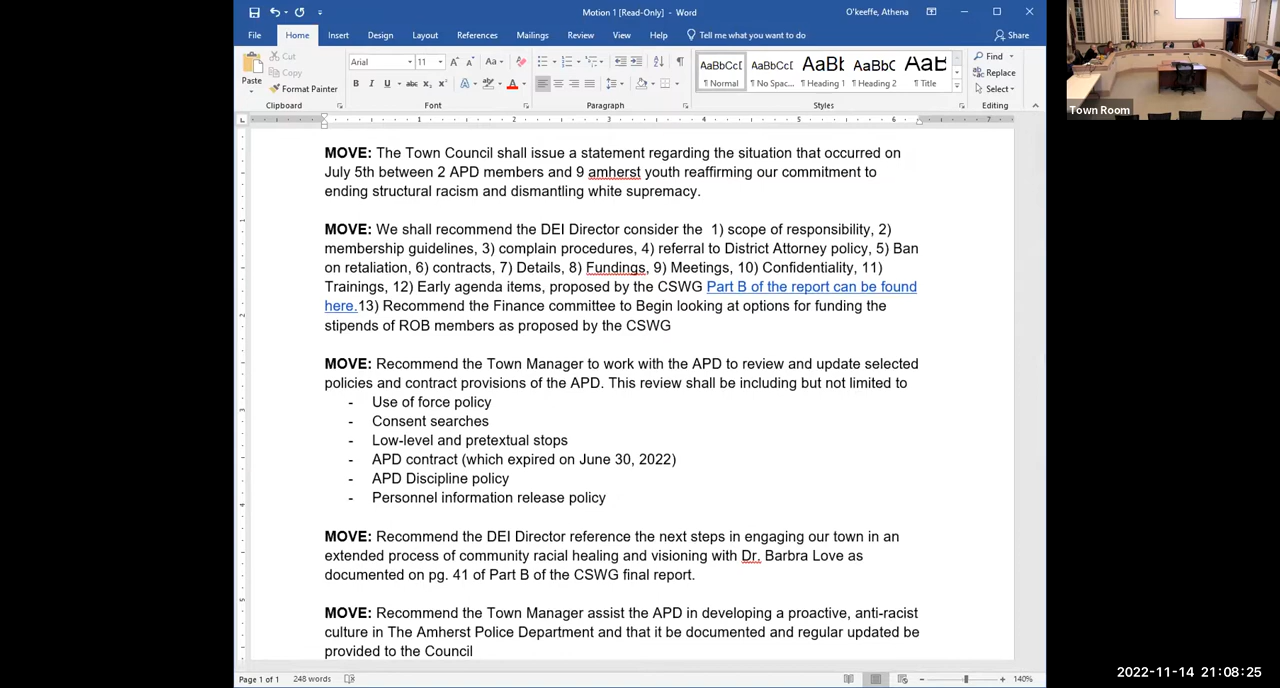 Motion 1 [Read-Only] - Word
O'keeffe, Athena
File Home Insert Design Layout References Mailings Review View Help Tell me what you want to do Share
Paste
Cut
Copy
Format Painter
Clipboard
Arial 11
Font
Paragraph
AaBbCcI AaBbCcI AaBl AaBbC AaBl
¶ Normal ¶ No Spac... ¶ Heading 1 ¶ Heading 2 ¶ Title
Styles
Find
Replace
Select
Editing
MOVE: The Town Council shall issue a statement regarding the situation that occurred on
July 5th between 2 APD members and 9 amherst youth reaffirming our commitment to
ending structural racism and dismantling white supremacy.
MOVE: We shall recommend the DEI Director consider the 1) scope of responsibility, 2)
membership guidelines, 3) complain procedures, 4) referral to District Attorney policy, 5) Ban
on retaliation, 6) contracts, 7) Details, 8) Fundings, 9) Meetings, 10) Confidentiality, 11)
Trainings, 12) Early agenda items, proposed by the CSWG Part B of the report can be found
here.13) Recommend the Finance committee to Begin looking at options for funding the
stipends of ROB members as proposed by the CSWG
MOVE: Recommend the Town Manager to work with the APD to review and update selected
policies and contract provisions of the APD. This review shall be including but not limited to
- Use of force policy
- Consent searches
- Low-level and pretextual stops
- APD contract (which expired on June 30, 2022)
- APD Discipline policy
- Personnel information release policy
MOVE: Recommend the DEI Director reference the next steps in engaging our town in an
extended process of community racial healing and visioning with Dr. Barbra Love as
documented on pg. 41 of Part B of the CSWG final report.
MOVE: Recommend the Town Manager assist the APD in developing a proactive, anti-racist
culture in The Amherst Police Department and that it be documented and regular updated be
provided to the Council
Page 1 of 1 248 words
140%
Town Room
2022-11-14 21:08:25